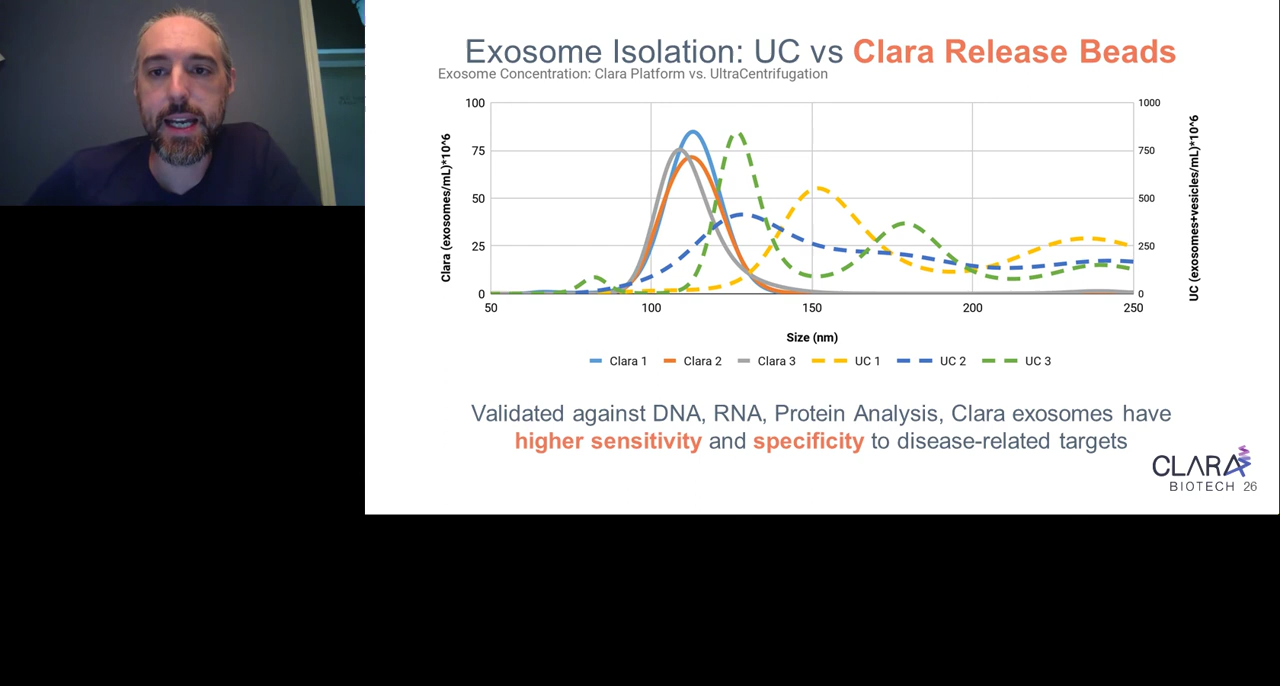 Exosome Isolation: UC vs Clara Release Beads
Exosome Concentration: Clara Platform vs. UltraCentrifugation
Clara (exosomes/mL)*10^6
100
75
50
25
0
1000
750
500
250
0
UC (exosomes+vesicles/mL)*10^6
50 100 150 200 250
Size (nm)
Clara 1 Clara 2 Clara 3 UC 1 UC 2 UC 3
Validated against DNA, RNA, Protein Analysis, Clara exosomes have
higher sensitivity and specificity to disease-related targets
CLARA
BIOTECH 26